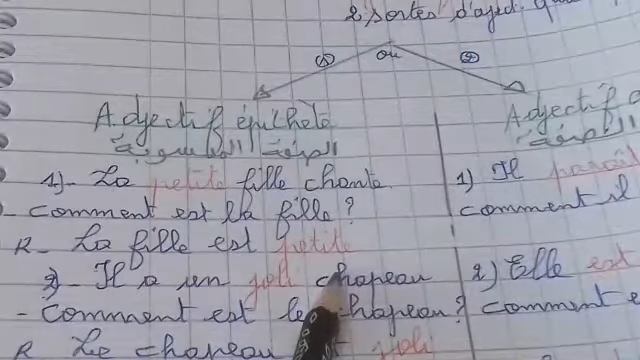 2 sortes d'adj.
① ou ②
Adjectif épithète
Adjectif
الصفة
الصفة
1)- La petite fille chante.
1) Il paraît
- comment est la fille?
comment il
R - La fille est petite
2)- Il a un joli chapeau
2) Elle est
- Comment est le chapeau?
comment e
R Le chapeau joli